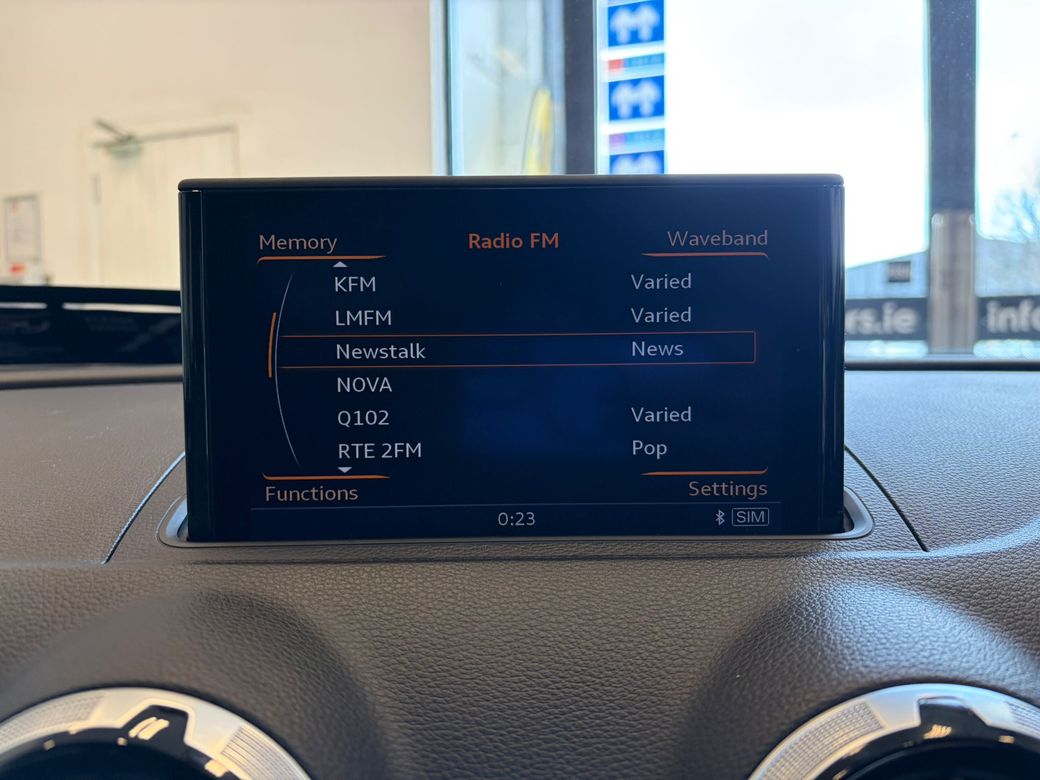 Memory Radio FM Waveband
KFM Varied
LMFM Varied
Newstalk News
NOVA
Q102 Varied
RTE 2FM Pop
Functions Settings
0:23 SIM
rs.ie